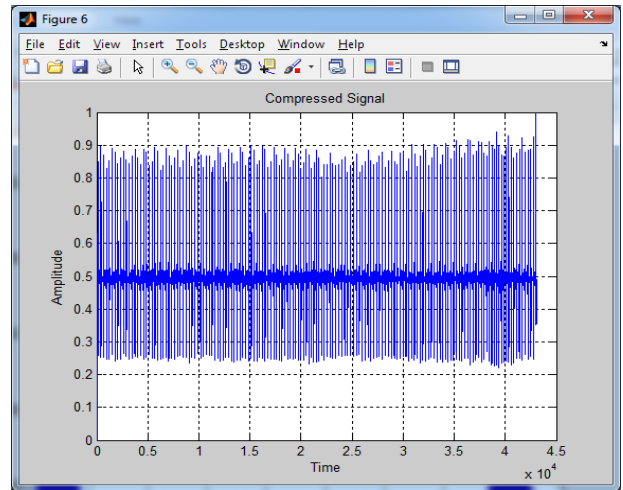 Figure 6
File Edit View Insert Tools Desktop Window Help
Compressed Signal
1
0.9
0.8
0.7
0.6
0.5
0.4
0.3
0.2
0.1
0
Amplitude
0 0.5 1 1.5 2 2.5 3 3.5 4 4.5
Time
x 10^4